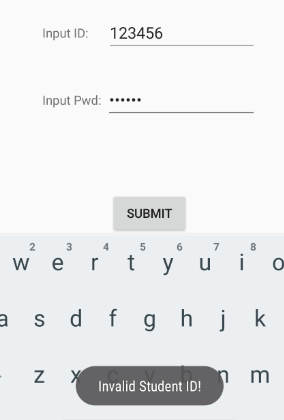 Input ID: 123456
Input Pwd: ••••••
SUBMIT
2 3 4 5 6 7 8
w e r t y u i o
a s d f g h j k
z x c v n m
Invalid Student ID!